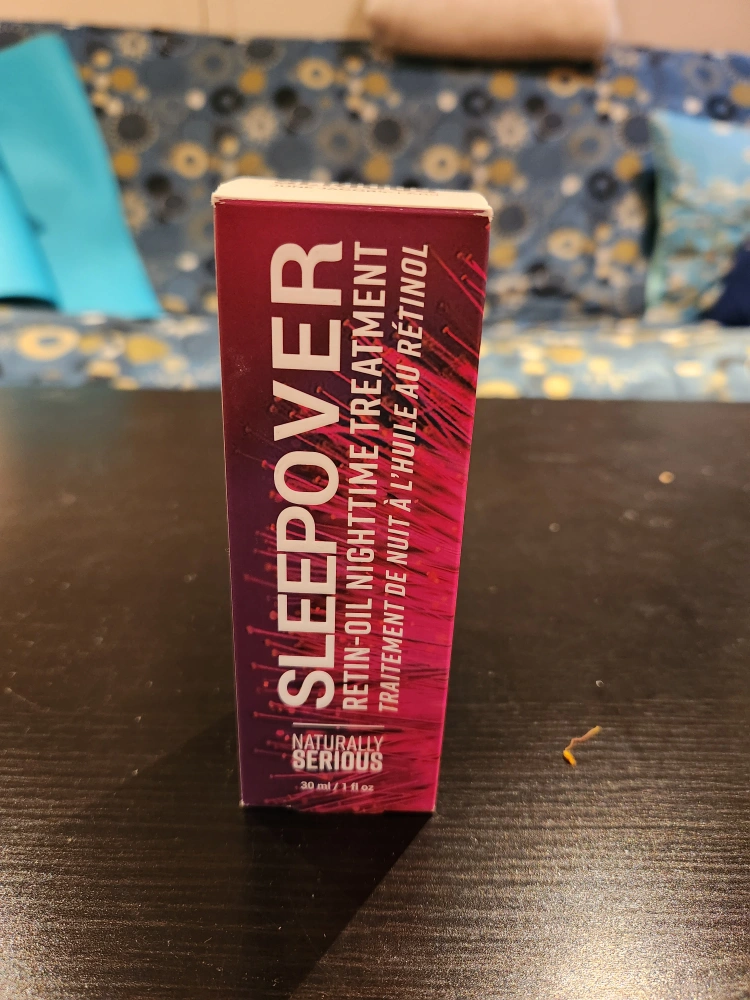 SLEEPOVER
RETIN-OIL NIGHTTIME TREATMENT
TRAITEMENT DE NUIT À L'HUILE AU RÉTINOL
NATURALLY
SERIOUS
30 ml / 1 fl oz